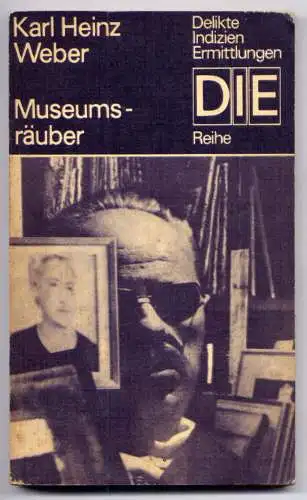 Karl Heinz
Weber
Museums-
räuber
Delikte
Indizien
Ermittlungen
DIE
Reihe